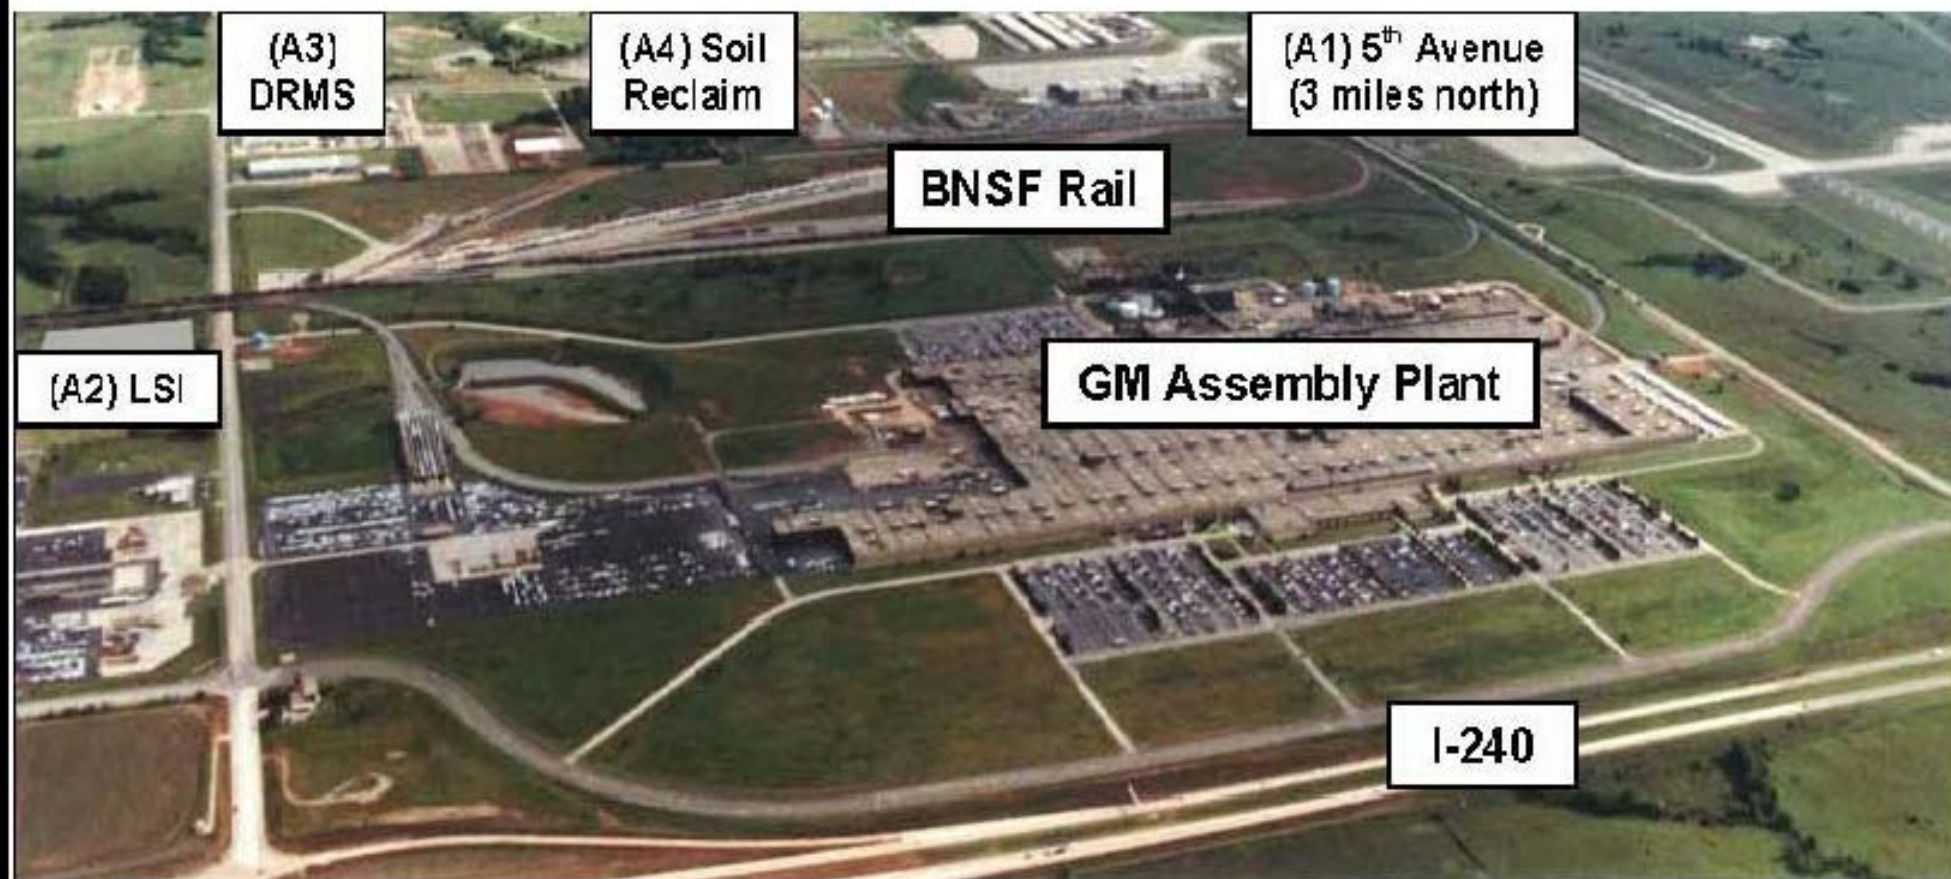 (A3)
DRMS
(A4) Soil
Reclaim
(A1) 5th Avenue
(3 miles north)
BNSF Rail
(A2) LSI
GM Assembly Plant
I-240